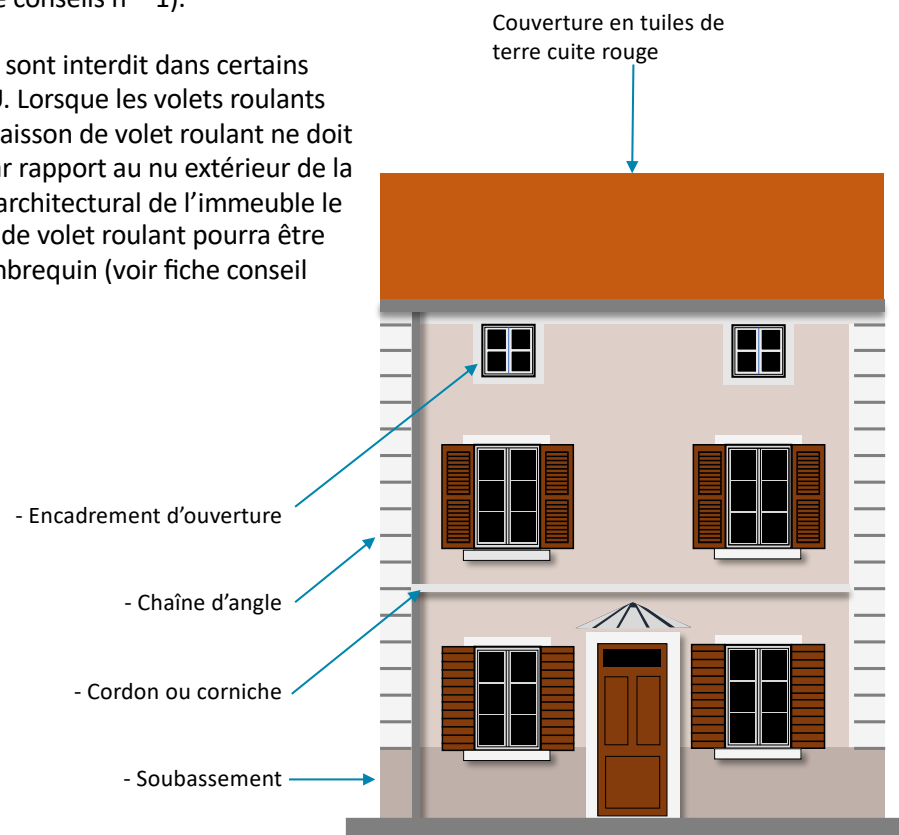 e conseils n° 1).
Couverture en tuiles de
terre cuite rouge
sont interdit dans certains
U. Lorsque les volets roulants
aisson de volet roulant ne doit
ar rapport au nu extérieur de la
architectural de l'immeuble le
de volet roulant pourra être
mbrequin (voir fiche conseil
- Encadrement d'ouverture
- Chaîne d'angle
- Cordon ou corniche
- Soubassement